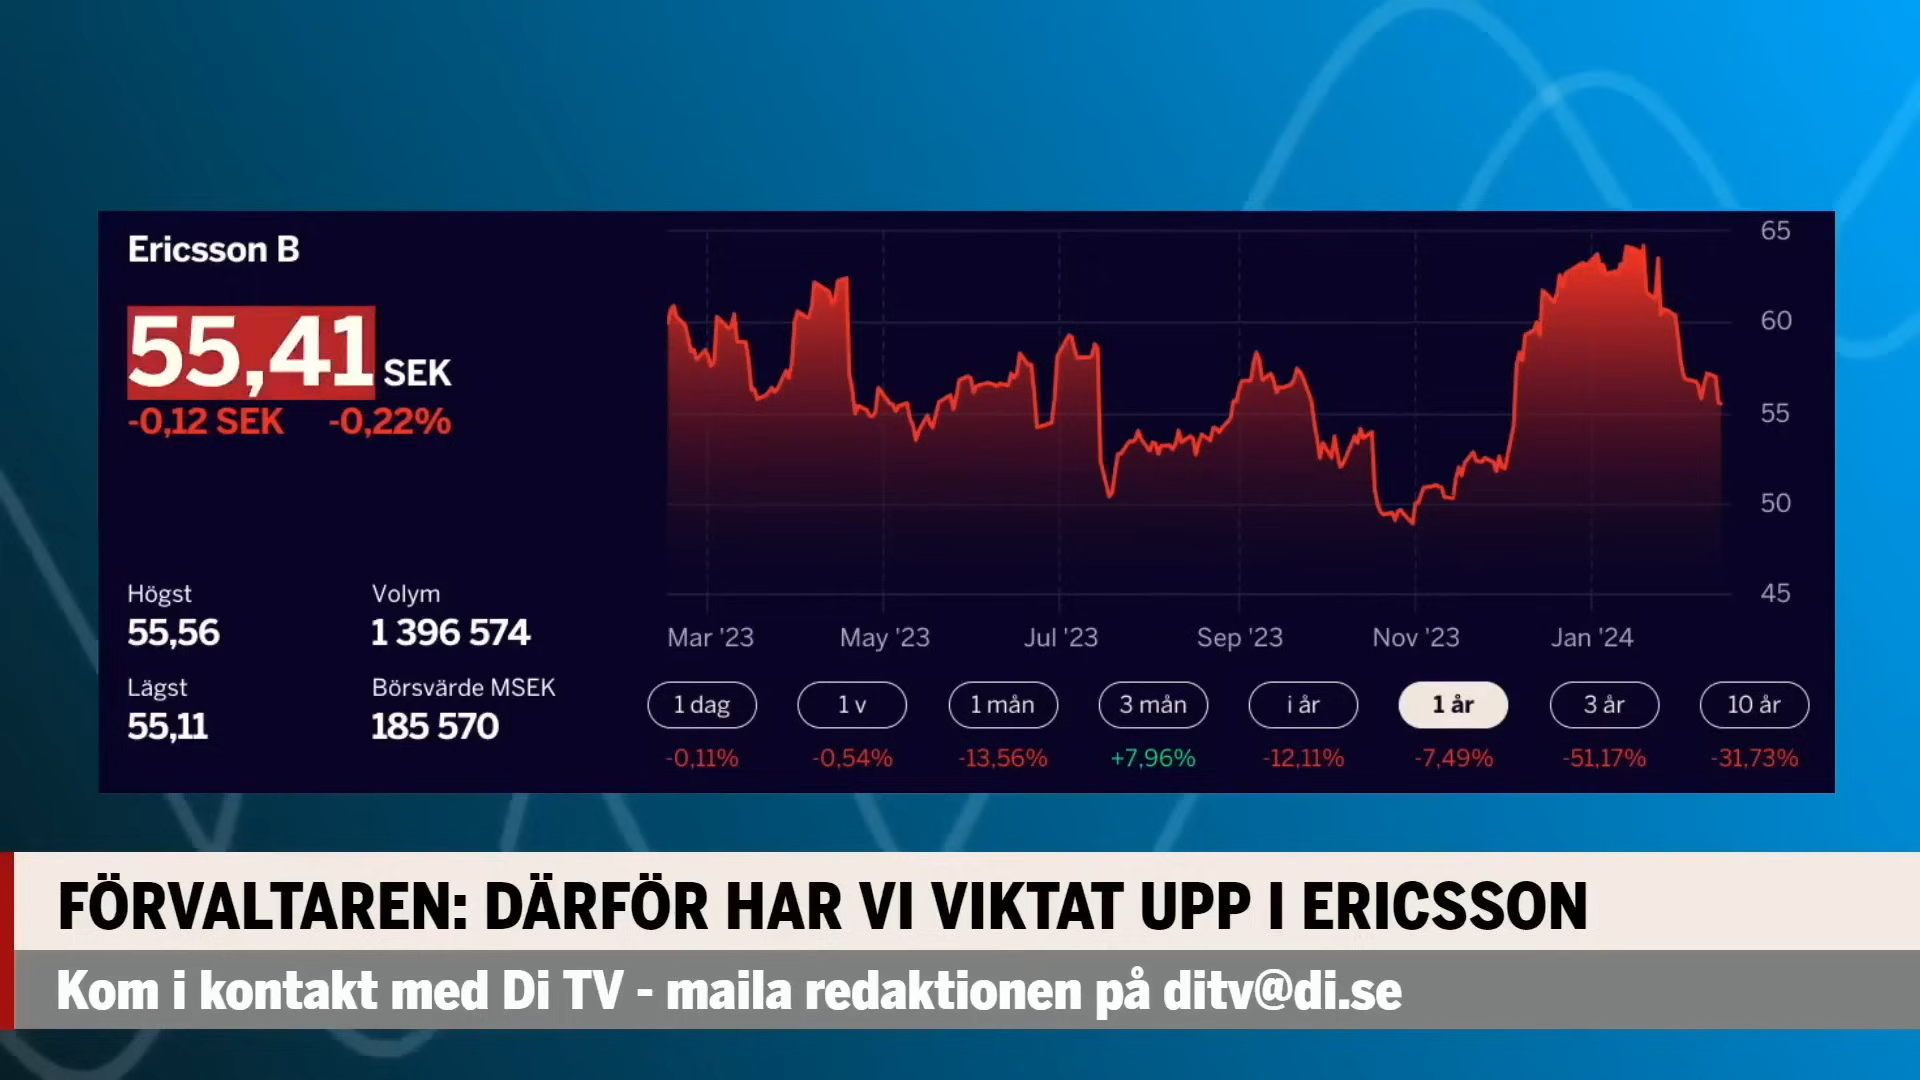 Ericsson B
55,41 SEK
-0,12 SEK -0,22%
Högst Volym
55,56 1 396 574
Lägst Börsvärde MSEK
55,11 185 570
65
60
55
50
45
Mar '23 May '23 Jul '23 Sep '23 Nov '23 Jan '24
1 dag 1 v 1 mån 3 mån i år 1 år 3 år 10 år
-0,11% -0,54% -13,56% +7,96% -12,11% -7,49% -51,17% -31,73%
FÖRVALTAREN: DÄRFÖR HAR VI VIKTAT UPP I ERICSSON
Kom i kontakt med Di TV - maila redaktionen på ditv@di.se